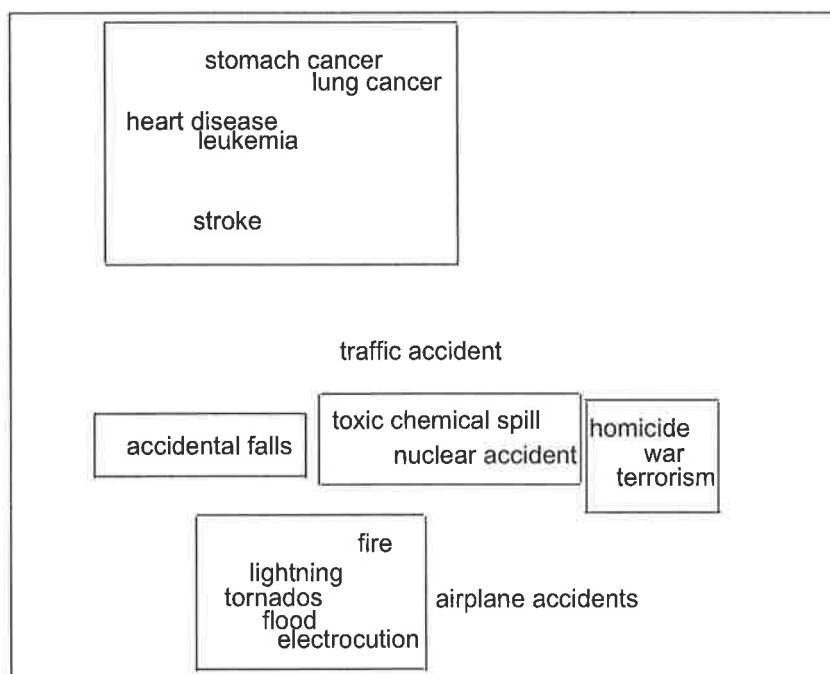 stomach cancer
lung cancer
heart disease
leukemia
stroke
traffic accident
toxic chemical spill
nuclear accident
homicide
war
terrorism
accidental falls
fire
lightning
tornados
flood
electrocution
airplane accidents